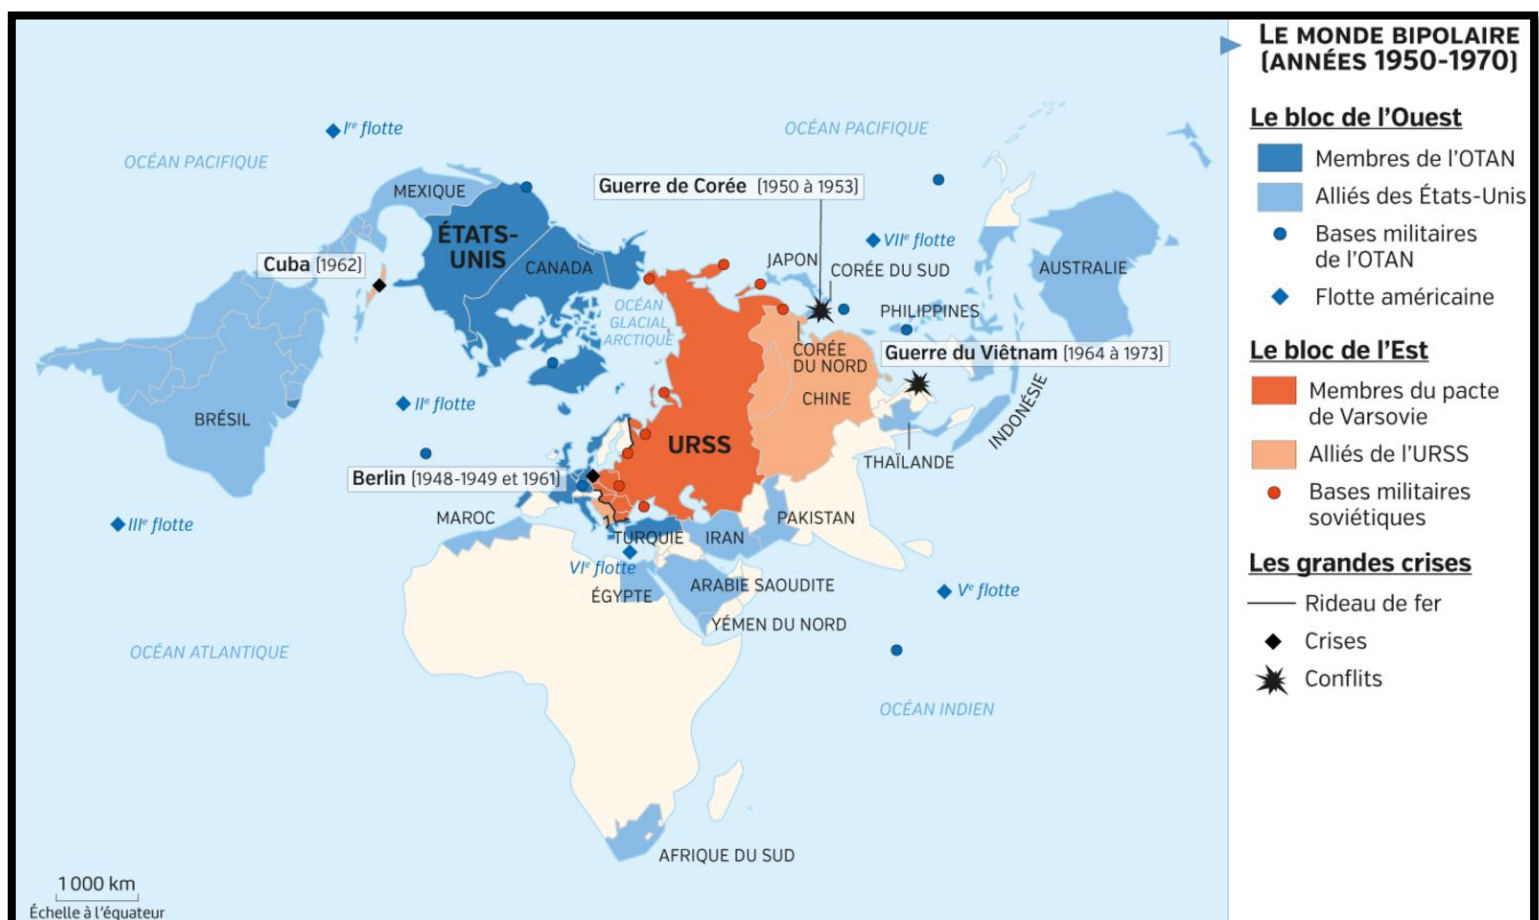 LE MONDE BIPOLAIRE
(ANNÉES 1950-1970)
Le bloc de l'Ouest
Membres de l'OTAN
Alliés des États-Unis
Bases militaires
de l'OTAN
Flotte américaine
Le bloc de l'Est
Membres du pacte
de Varsovie
Alliés de l'URSS
Bases militaires
soviétiques
Les grandes crises
Rideau de fer
Crises
Conflits
Ire flotte
OCÉAN PACIFIQUE
OCÉAN PACIFIQUE
MEXIQUE
Guerre de Corée (1950 à 1953)
ÉTATS-
UNIS
CANADA
Cuba (1962)
VIIe flotte
JAPON
CORÉE DU SUD
AUSTRALIE
OCÉAN
GLACIAL
ARCTIQUE
PHILIPPINES
CORÉE
DU NORD
Guerre du Viêtnam (1964 à 1973)
CHINE
INDONÉSIE
BRÉSIL
IIe flotte
URSS
THAÏLANDE
Berlin (1948-1949 et 1961)
IIIe flotte
MAROC
PAKISTAN
TURQUIE
IRAN
VIe flotte
ÉGYPTE
ARABIE SAOUDITE
Ve flotte
YÉMEN DU NORD
OCÉAN ATLANTIQUE
OCÉAN INDIEN
AFRIQUE DU SUD
1 000 km
Échelle à l'équateur